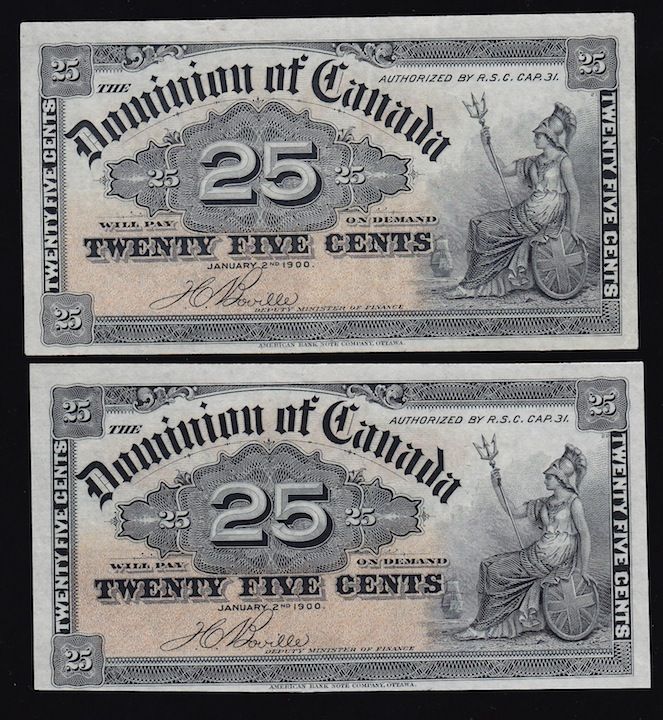 25
25
THE
Dominion of Canada
AUTHORIZED BY R.S.C. CAP. 31.
TWENTY FIVE CENTS
TWENTY FIVE CENTS
25
25
25
WILL PAY
ON DEMAND
TWENTY FIVE CENTS
JANUARY 2ND 1900.
J.C. Boville
DEPUTY MINISTER OF FINANCE
25
AMERICAN BANK NOTE COMPANY, OTTAWA.
25
25
THE
Dominion of Canada
AUTHORIZED BY R.S.C. CAP. 31.
TWENTY FIVE CENTS
TWENTY FIVE CENTS
25
25
25
WILL PAY
ON DEMAND
TWENTY FIVE CENTS
JANUARY 2ND 1900.
J.C. Boville
DEPUTY MINISTER OF FINANCE
25
AMERICAN BANK NOTE COMPANY, OTTAWA.